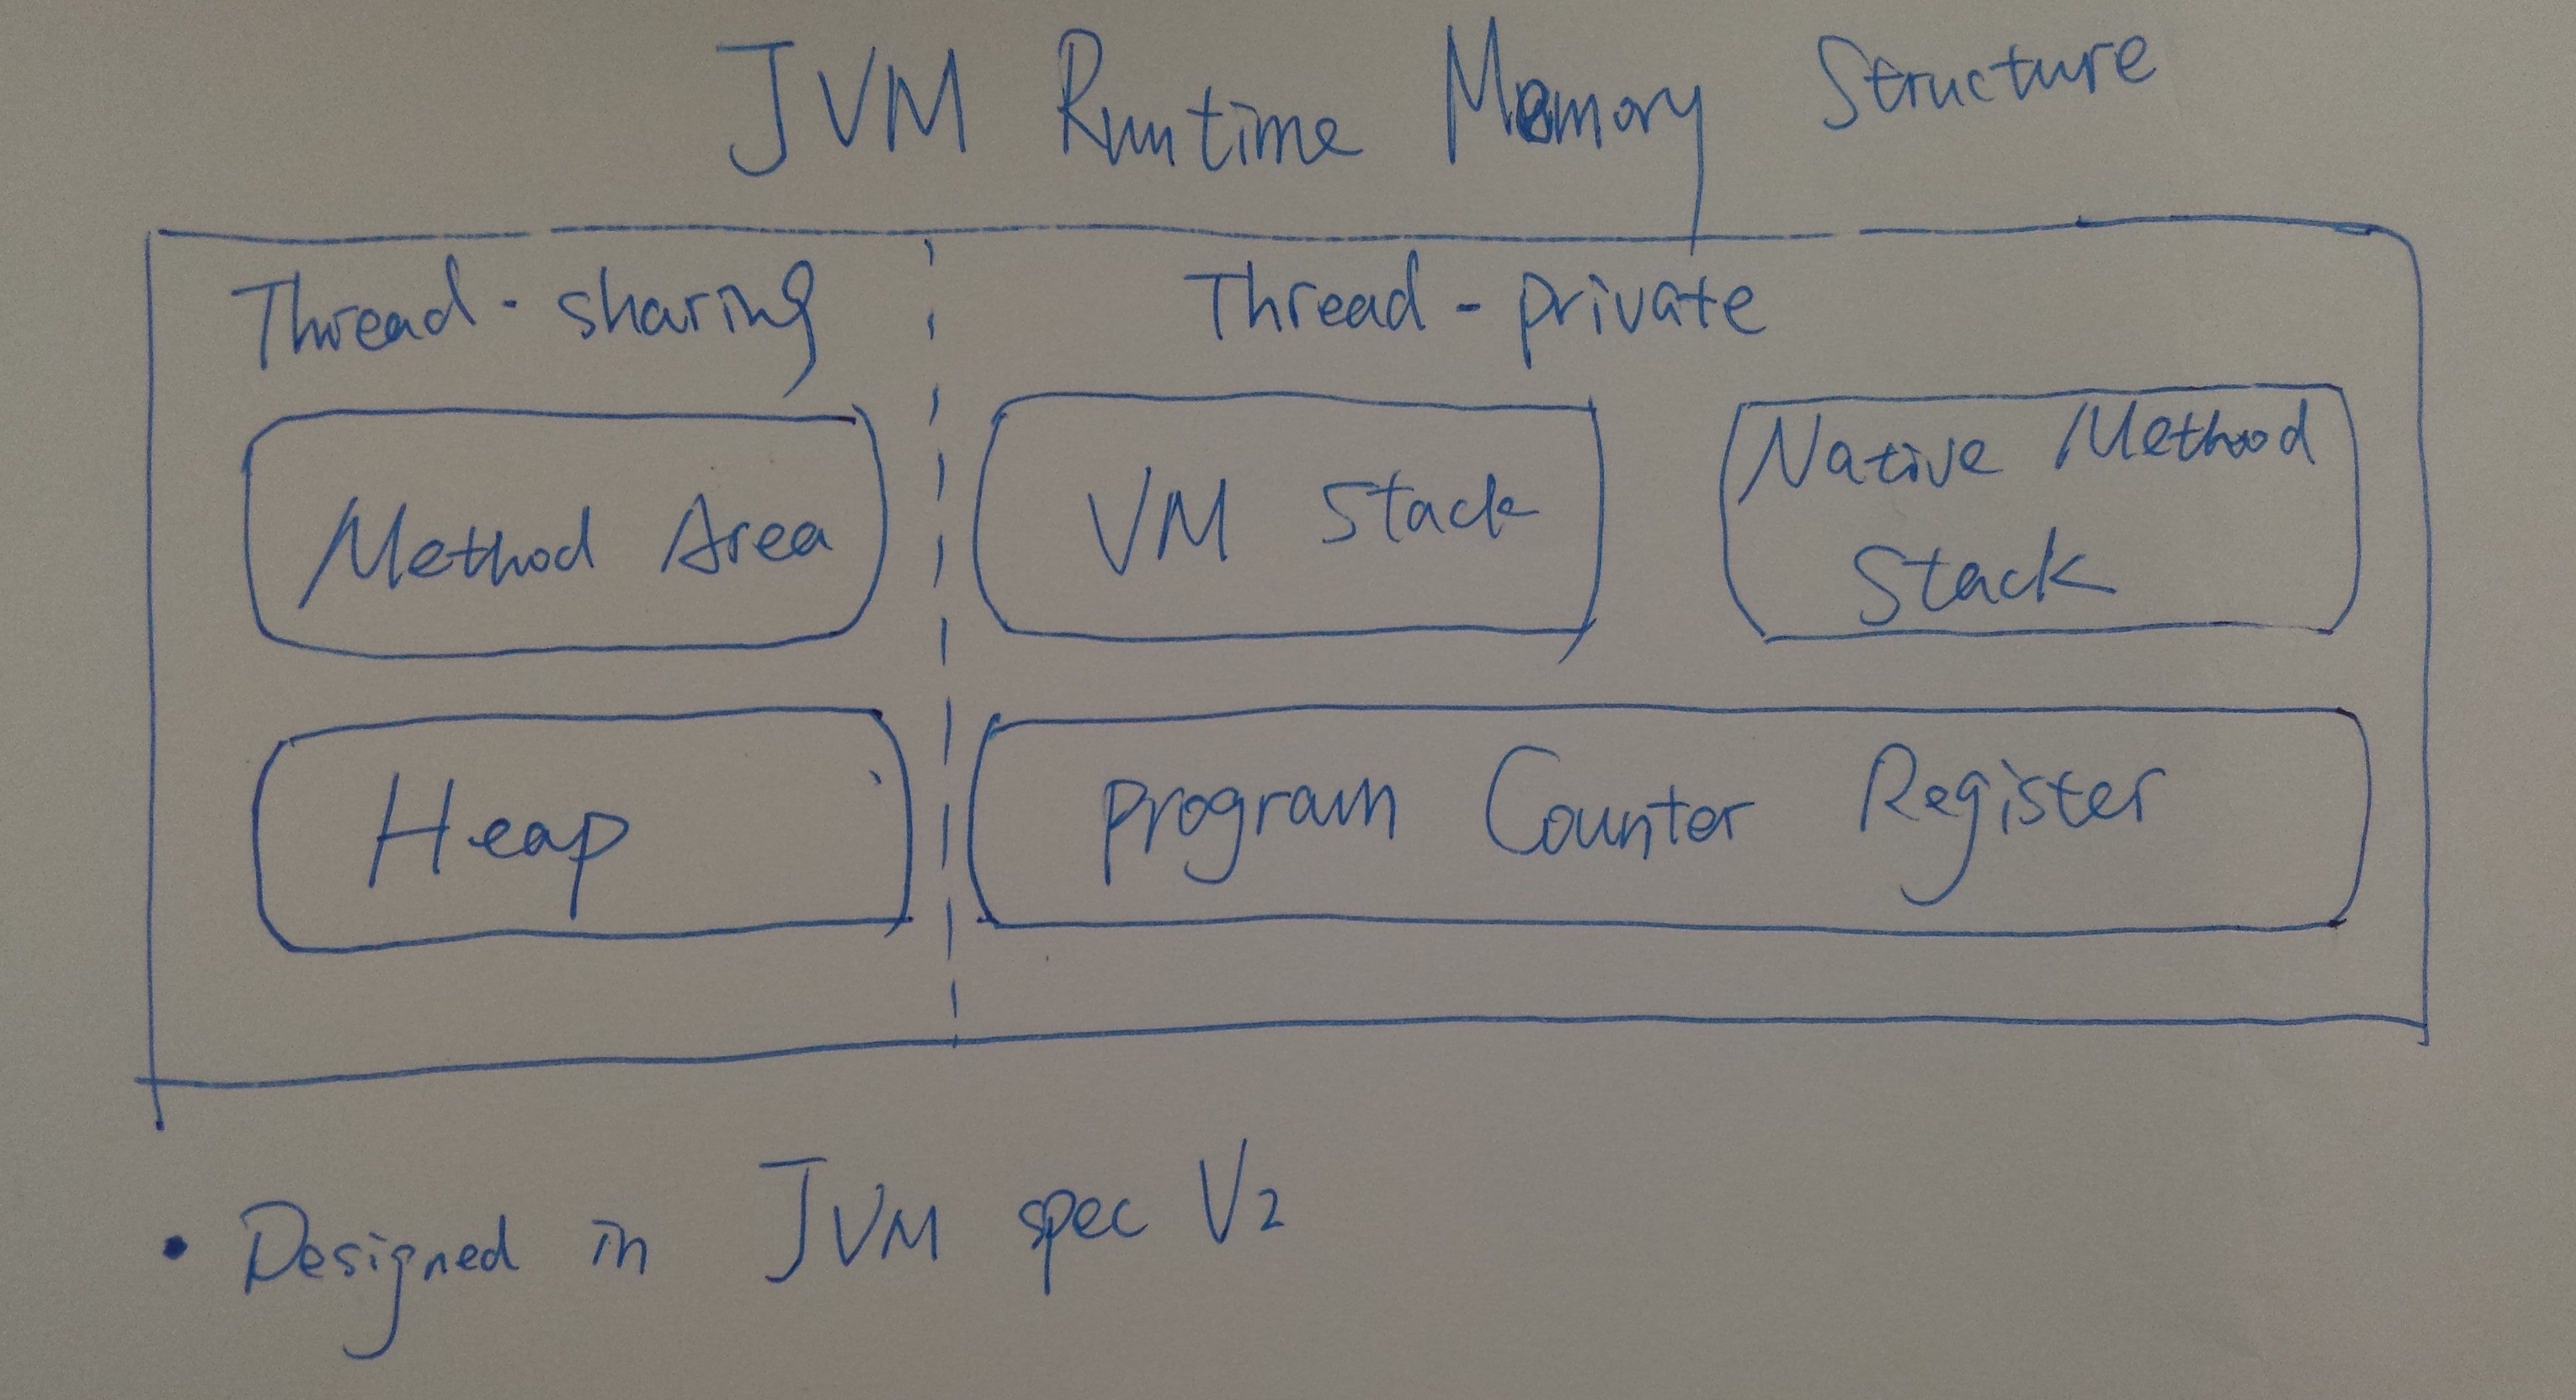 JVM Runtime Memory Structure
Thread-sharing
Thread-private
Method Area
VM Stack
Native Method
Stack
Heap
Program Counter Register
• Designed in JVM spec V2